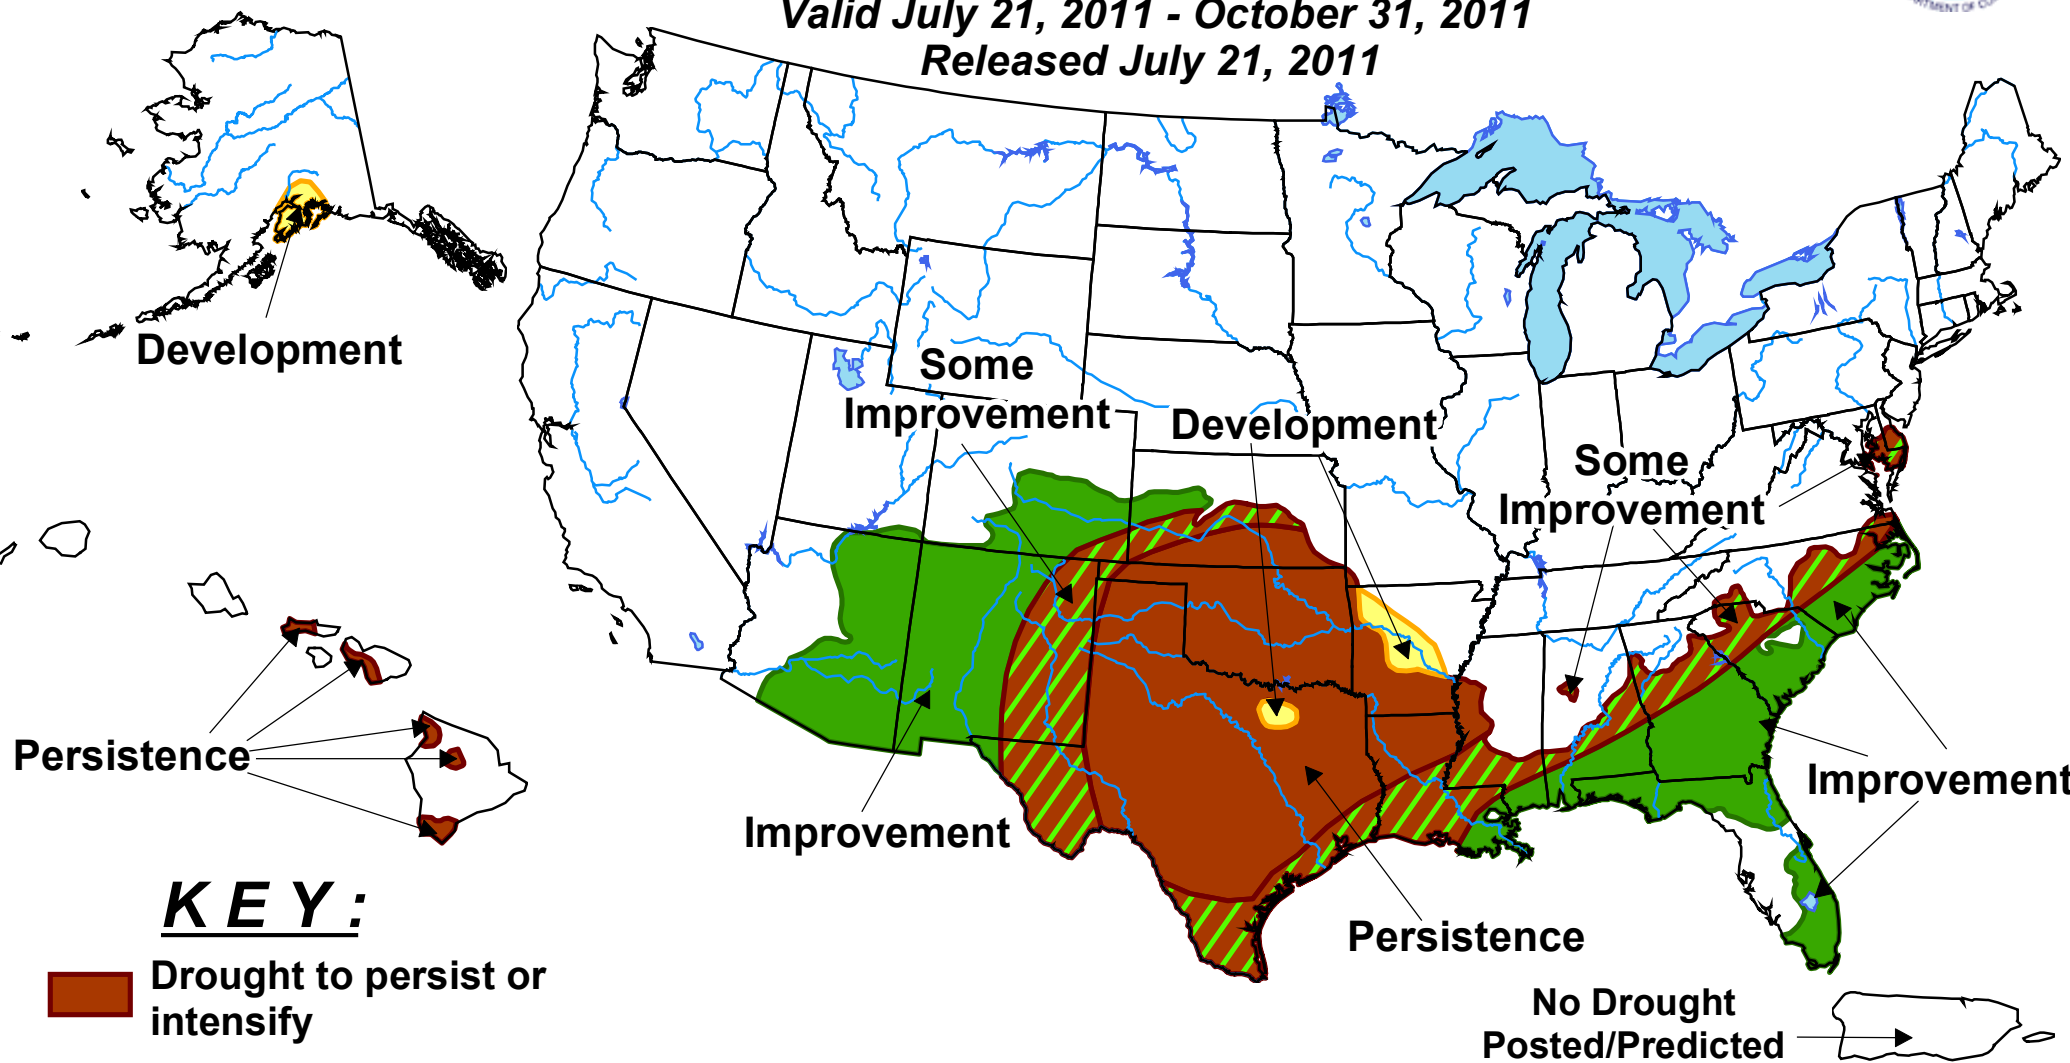 Valid July 21, 2011 - October 31, 2011
Released July 21, 2011
Development
Some
Improvement
Development
Some
Improvement
Persistence
Improvement
Improvement
Persistence
KEY:
Drought to persist or
intensify
No Drought
Posted/Predicted